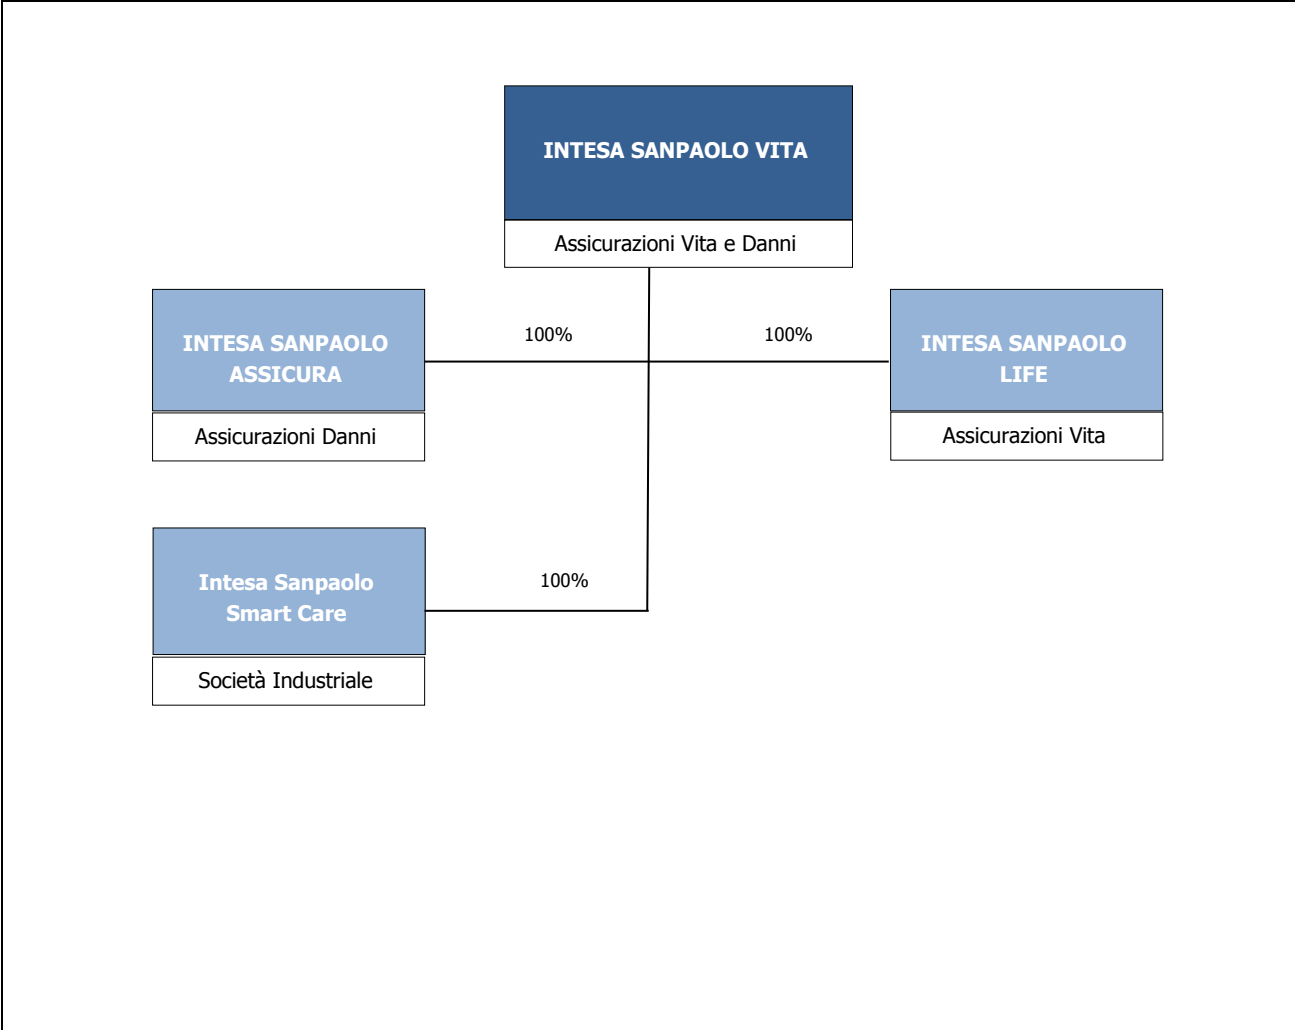 INTESA SANPAOLO VITA
Assicurazioni Vita e Danni
100%
100%
INTESA SANPAOLO
ASSICURA
Assicurazioni Danni
INTESA SANPAOLO
LIFE
Assicurazioni Vita
Intesa Sanpaolo
Smart Care
Società Industriale
100%